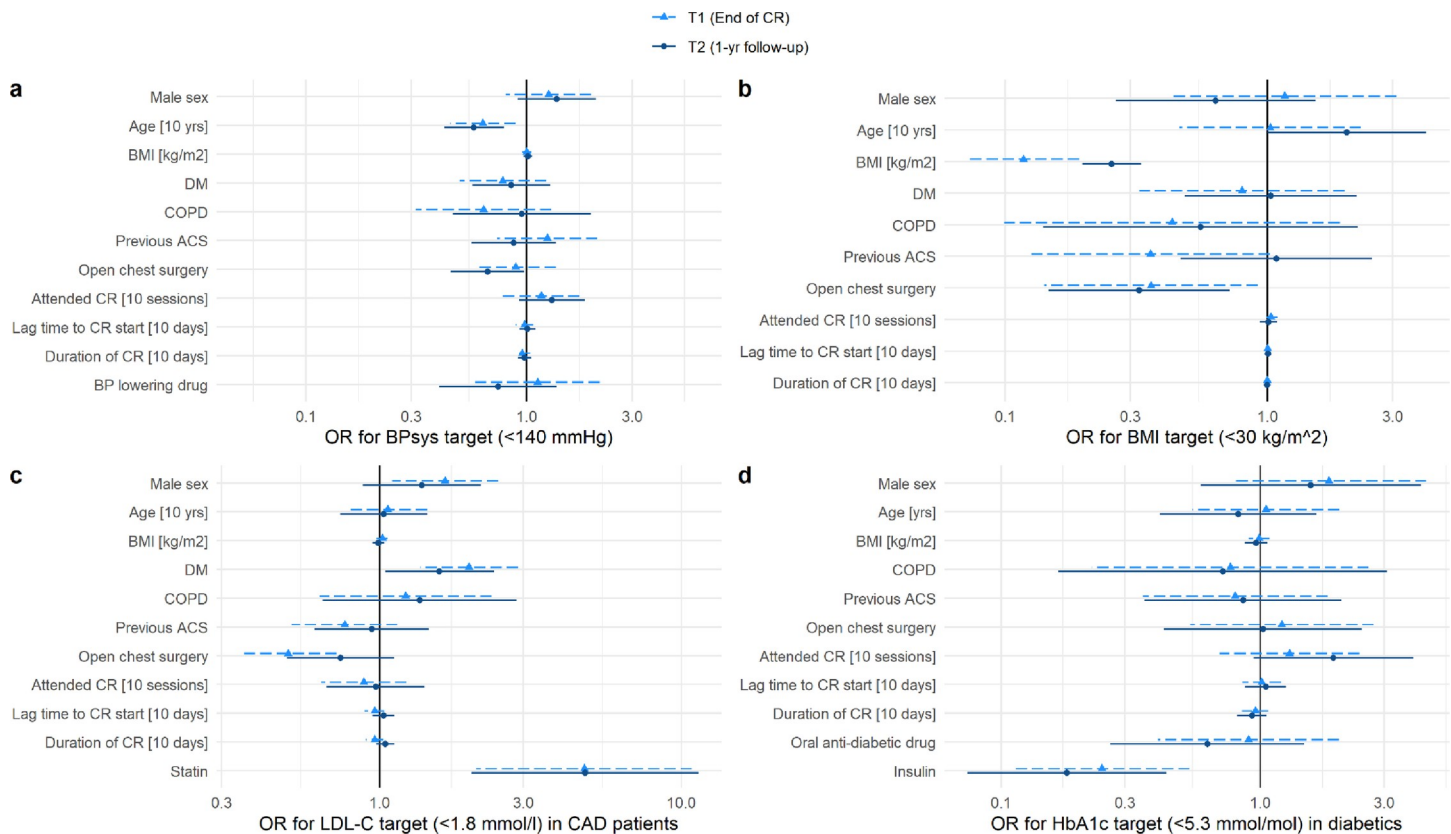 T1 (End of CR)
T2 (1-yr follow-up)
a
Male sex
Age [10 yrs]
BMI [kg/m2]
DM
COPD
Previous ACS
Open chest surgery
Attended CR [10 sessions]
Lag time to CR start [10 days]
Duration of CR [10 days]
BP lowering drug
0.1 0.3 1.0 3.0
OR for BPsys target (<140 mmHg)
b
Male sex
Age [10 yrs]
BMI [kg/m2]
DM
COPD
Previous ACS
Open chest surgery
Attended CR [10 sessions]
Lag time to CR start [10 days]
Duration of CR [10 days]
0.1 0.3 1.0 3.0
OR for BMI target (<30 kg/m^2)
c
Male sex
Age [10 yrs]
BMI [kg/m2]
DM
COPD
Previous ACS
Open chest surgery
Attended CR [10 sessions]
Lag time to CR start [10 days]
Duration of CR [10 days]
Statin
0.3 1.0 3.0 10.0
OR for LDL-C target (<1.8 mmol/l) in CAD patients
d
Male sex
Age [yrs]
BMI [kg/m2]
COPD
Previous ACS
Open chest surgery
Attended CR [10 sessions]
Lag time to CR start [10 days]
Duration of CR [10 days]
Oral anti-diabetic drug
Insulin
0.1 0.3 1.0 3.0
OR for HbA1c target (<5.3 mmol/mol) in diabetics